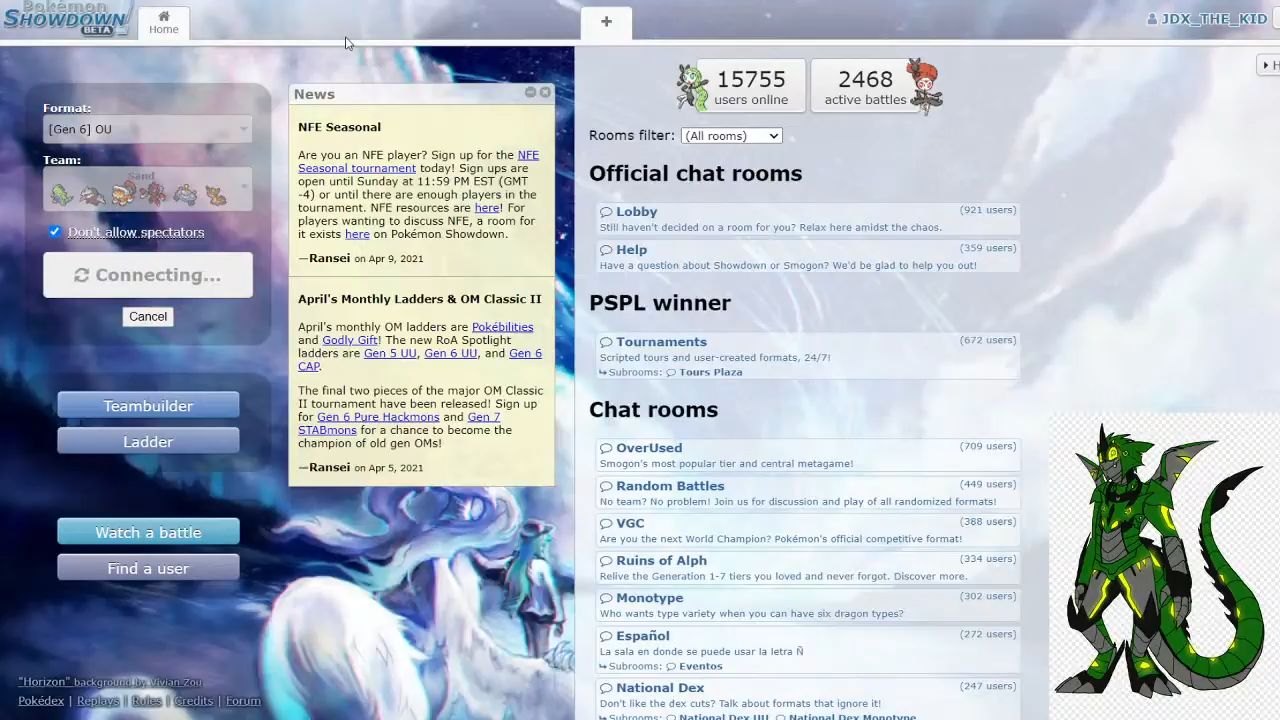 Pokémon
SHOWDOWN
BETA
Home
+
JDX_THE_KID
Format:
[Gen 6] OU
Team:
Sand
Don't allow spectators
Connecting...
Cancel
Teambuilder
Ladder
Watch a battle
Find a user
"Horizon" background by Vivian Zou
Pokédex | Replays | Rules | Credits | Forum
News
NFE Seasonal
Are you an NFE player? Sign up for the NFE
Seasonal tournament today! Sign ups are
open until Sunday at 11:59 PM EST (GMT
-4) or until there are enough players in the
tournament. NFE resources are here! For
players wanting to discuss NFE, a room for
it exists here on Pokémon Showdown.
—Ransei on Apr 9, 2021
April's Monthly Ladders & OM Classic II
April's monthly OM ladders are Pokébilities
and Godly Gift! The new RoA Spotlight
ladders are Gen 5 UU, Gen 6 UU, and Gen 6
CAP.
The final two pieces of the major OM Classic
II tournament have been released! Sign up
for Gen 6 Pure Hackmons and Gen 7
STABmons for a chance to become the
champion of old gen OMs!
—Ransei on Apr 5, 2021
15755
users online
2468
active battles
H
Rooms filter: (All rooms)
Official chat rooms
Lobby (921 users)
Still haven't decided on a room for you? Relax here amidst the chaos.
Help (359 users)
Have a question about Showdown or Smogon? We'd be glad to help you out!
PSPL winner
Tournaments (672 users)
Scripted tours and user-created formats, 24/7!
Subrooms: Tours Plaza
Chat rooms
OverUsed (709 users)
Smogon's most popular tier and central metagame!
Random Battles (449 users)
No team? No problem! Join us for discussion and play of all randomized formats!
VGC (388 users)
Are you the next World Champion? Pokémon's official competitive format!
Ruins of Alph (334 users)
Relive the Generation 1-7 tiers you loved and never forgot. Discover more.
Monotype (302 users)
Who wants type variety when you can have six dragon types?
Español (272 users)
La sala en donde se puede usar la letra Ñ
Subrooms: Eventos
National Dex (247 users)
Don't like the dex cuts? Talk about formats that ignore it!
Subrooms: National Dex UU, National Dex Monotype